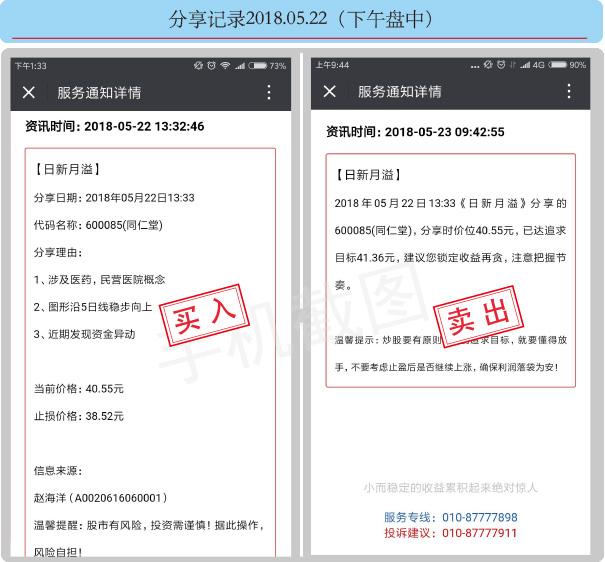 分享记录2018.05.22（下午盘中）
下午1:33
73%
服务通知详情
资讯时间：2018-05-22 13:32:46
【日新月溢】
分享日期：2018年05月22日13:33
代码名称：600085(同仁堂)
分享理由：
1、涉及医药，民营医院概念
2、图形沿5日线稳步向上
3、近期发现资金异动
买入
当前价格：40.55元
止损价格：38.52元
信息来源：
赵海洋（A0020616060001）
温馨提醒：股市有风险，投资需谨慎！据此操作，
风险自担！
上午9:44
4G 90%
服务通知详情
资讯时间：2018-05-23 09:42:55
【日新月溢】
2018年05月22日13:33《日新月溢》分享的
600085(同仁堂)，分享时价位40.55元，已达追求
目标41.36元，建议您锁定收益再贪，注意把握节
奏。
卖出
温馨提示：炒股要有原则 追求目标，就要懂得放
手，不要考虑止盈后是否继续上涨，确保利润落袋为安！
小而稳定的收益累积起来绝对惊人
服务专线：010-87777898
投诉建议：010-87777911
手机截图